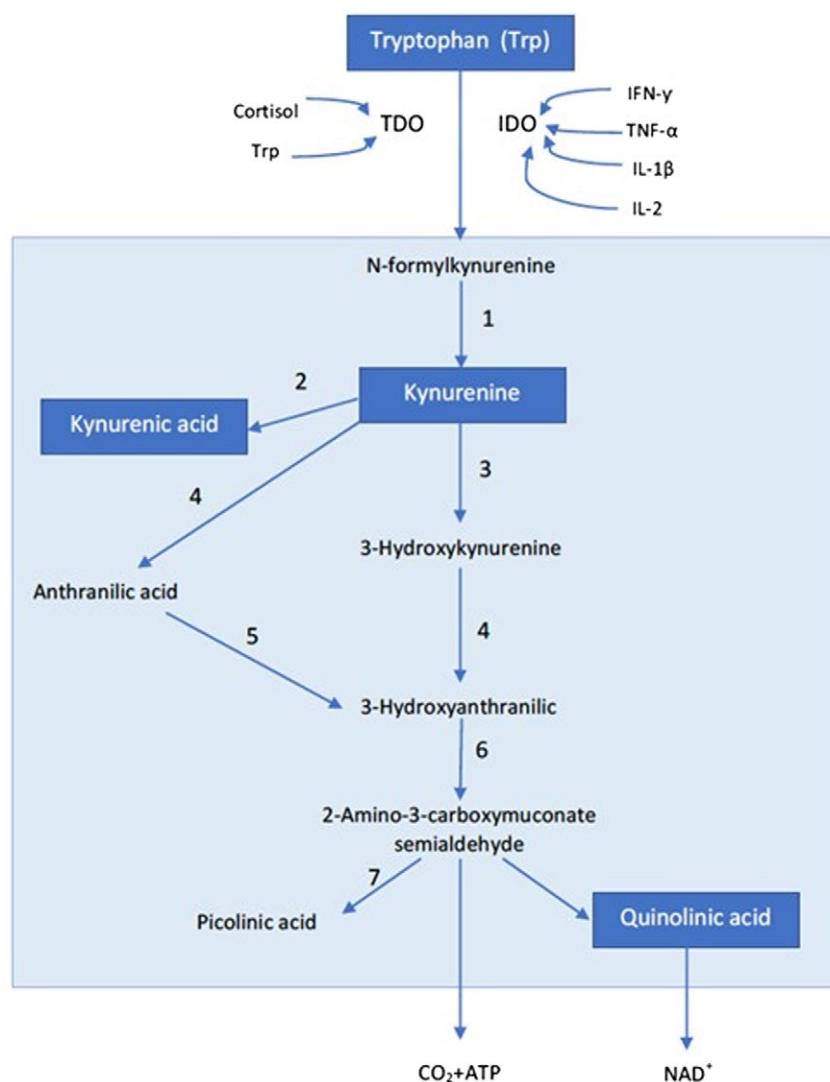 Tryptophan (Trp)
Cortisol
Trp
TDO
IDO
IFN-γ
TNF-α
IL-1β
IL-2
N-formylkynurenine
1
2
Kynurenine
Kynurenic acid
4
3
3-Hydroxykynurenine
Anthranilic acid
5
4
3-Hydroxyanthranilic
6
2-Amino-3-carboxymuconate
semialdehyde
7
Picolinic acid
Quinolinic acid
CO₂+ATP
NAD⁺